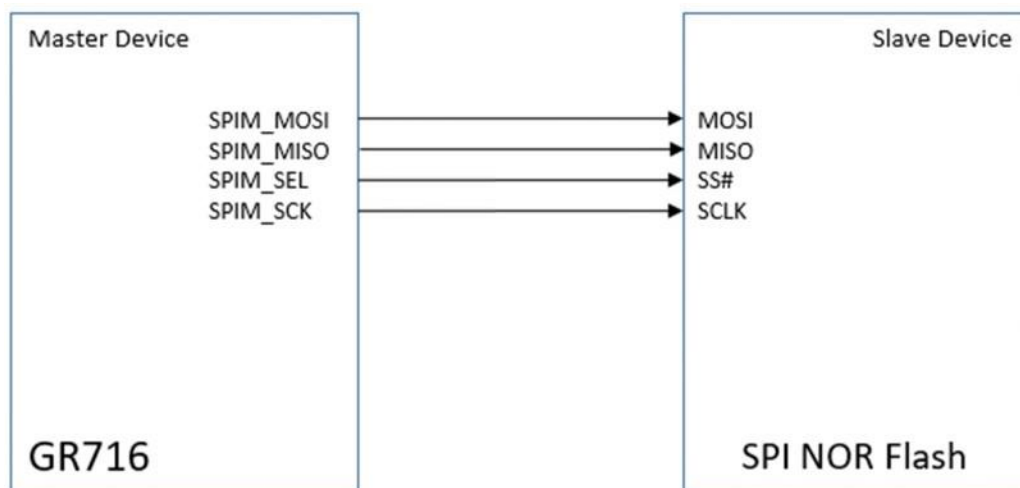 Master Device
SPIM_MOSI
SPIM_MISO
SPIM_SEL
SPIM_SCK
GR716
Slave Device
MOSI
MISO
SS#
SCLK
SPI NOR Flash